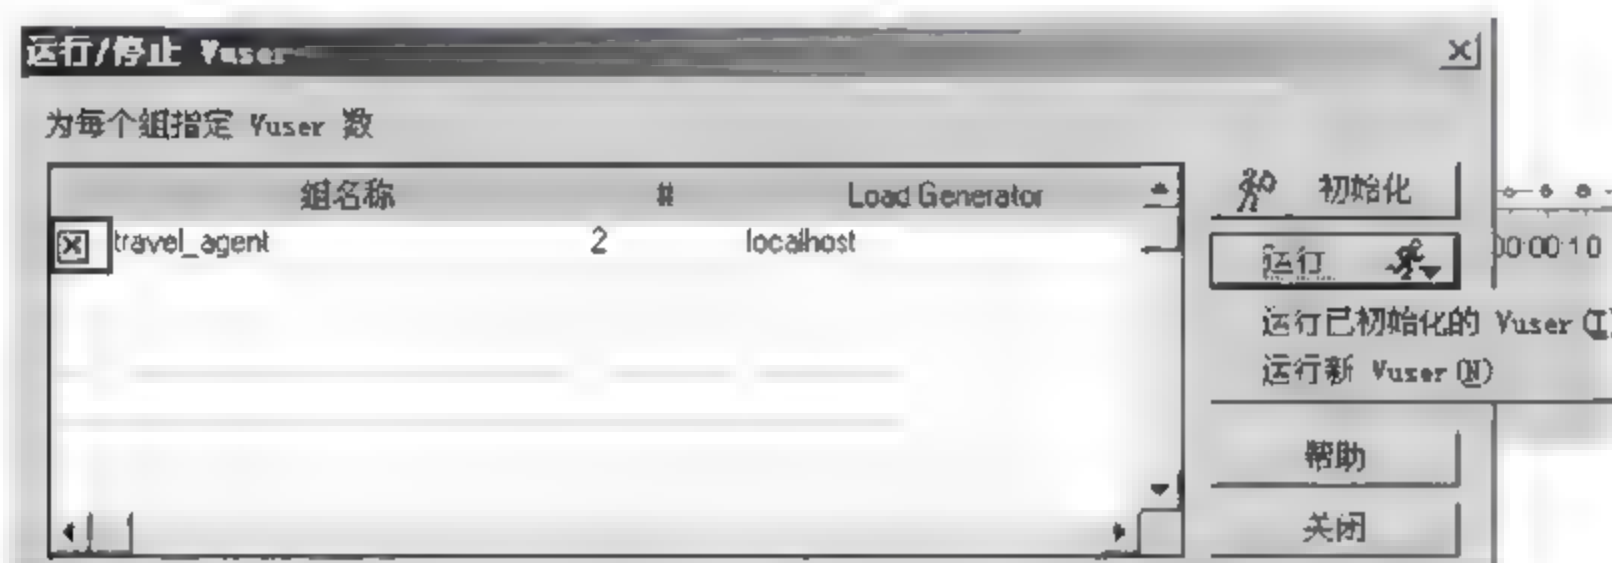 运行/停止 Vuser
为每个组指定 Vuser 数
组名称 # Load Generator
travel_agent 2 localhost
初始化
运行
00:00:10
运行已初始化的 Vuser(I)
运行新 Vuser(N)
帮助
关闭